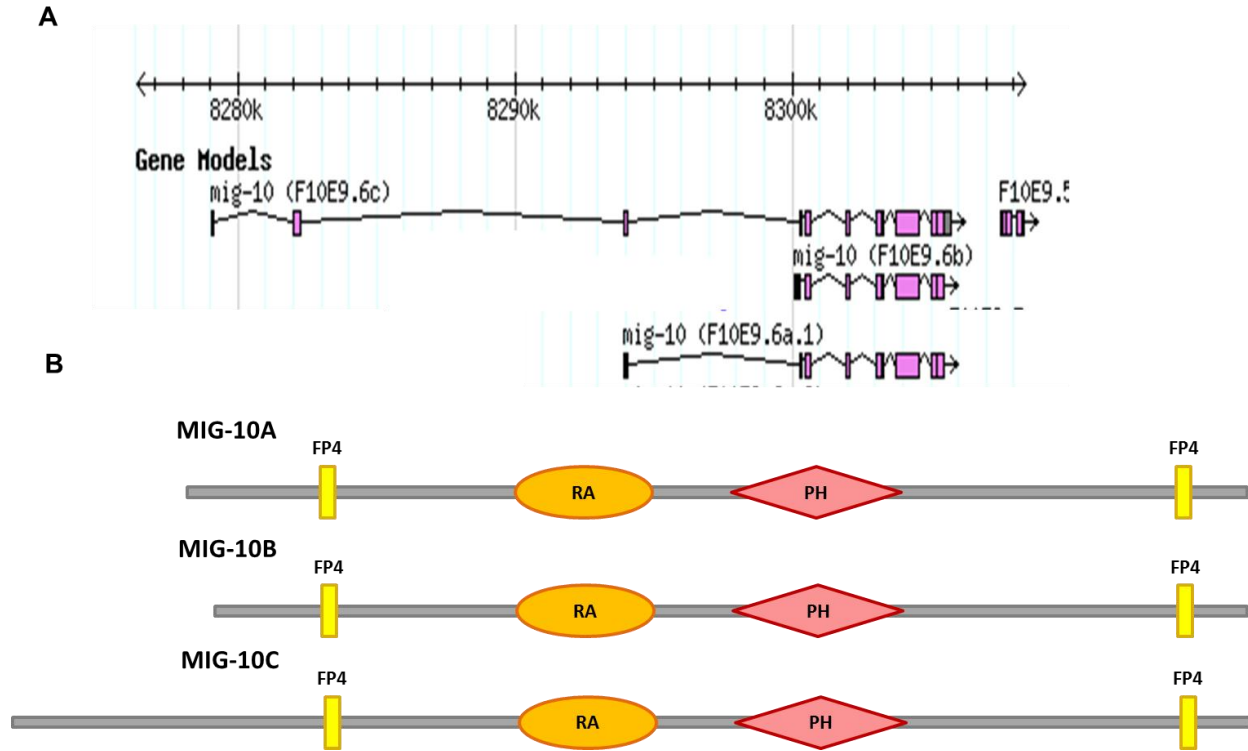 A
8280k 8290k 8300k
Gene Models
mig-10 (F10E9.6c) F10E9.5
mig-10 (F10E9.6b)
mig-10 (F10E9.6a.1)
B
MIG-10A
FP4 FP4
RA PH
MIG-10B
FP4 FP4
RA PH
MIG-10C
FP4 FP4
RA PH